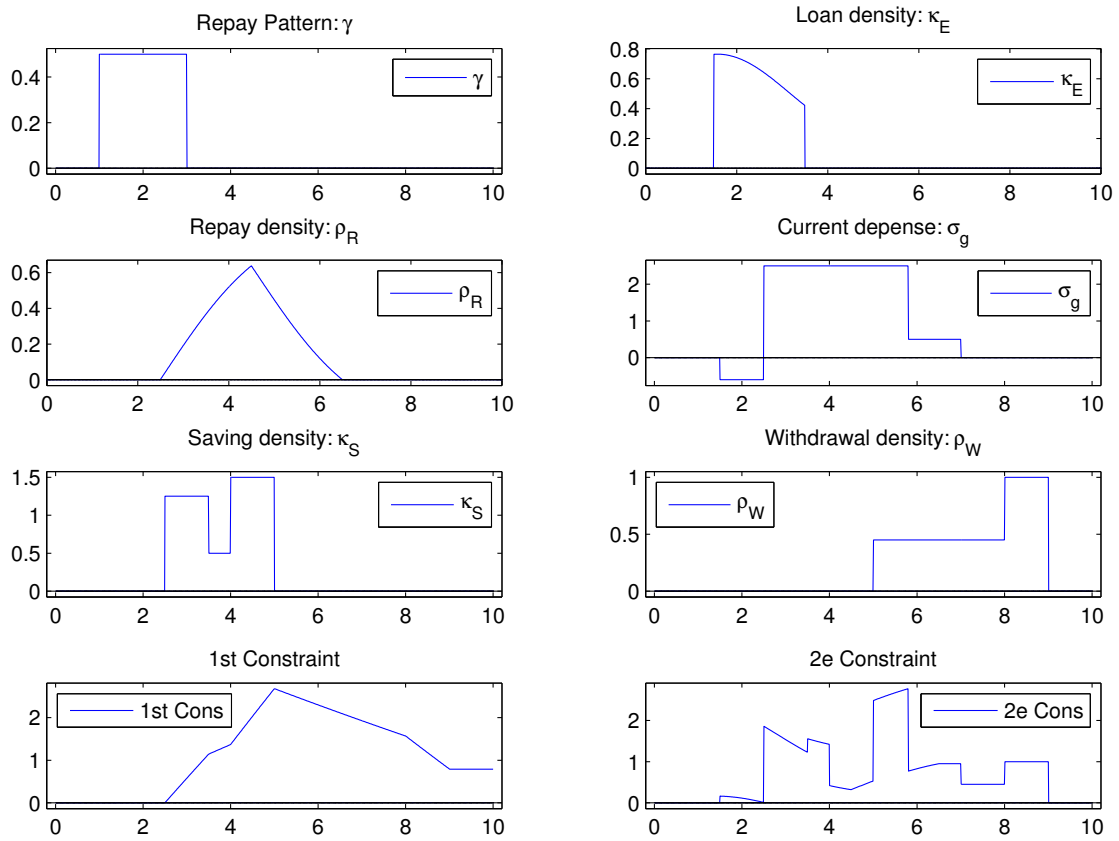 Repay Pattern: γ
0.4
0.2
0
γ
0 2 4 6 8 10
Loan density: κ_E
0.8
0.6
0.4
0.2
0
κ_E
0 2 4 6 8 10
Repay density: ρ_R
0.6
0.4
0.2
0
ρ_R
0 2 4 6 8 10
Current depense: σ_g
2
1
0
σ_g
0 2 4 6 8 10
Saving density: κ_S
1.5
1
0.5
0
κ_S
0 2 4 6 8 10
Withdrawal density: ρ_W
1
0.5
0
ρ_W
0 2 4 6 8 10
1st Constraint
2
1
0
1st Cons
0 2 4 6 8 10
2e Constraint
2
1
0
2e Cons
0 2 4 6 8 10